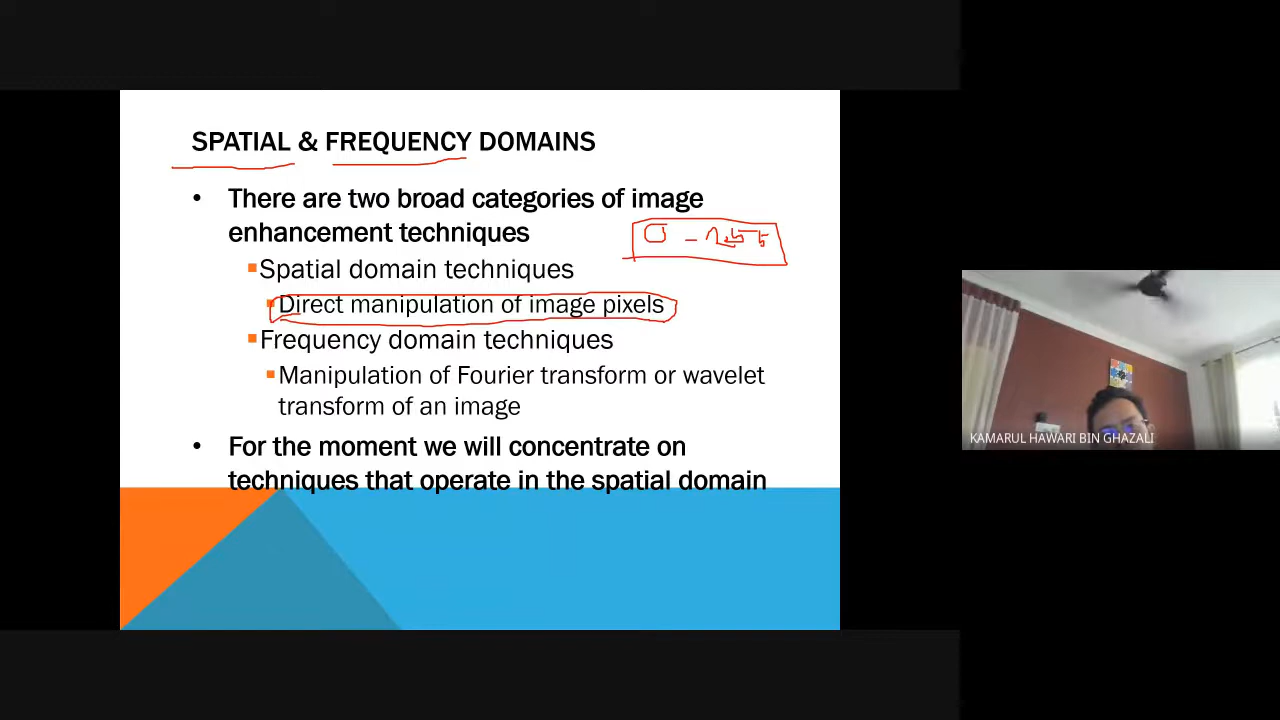 SPATIAL & FREQUENCY DOMAINS
• There are two broad categories of image
enhancement techniques
0 - 255
Spatial domain techniques
Direct manipulation of image pixels
Frequency domain techniques
Manipulation of Fourier transform or wavelet
transform of an image
• For the moment we will concentrate on
techniques that operate in the spatial domain
KAMARUL HAWARI BIN GHAZALI